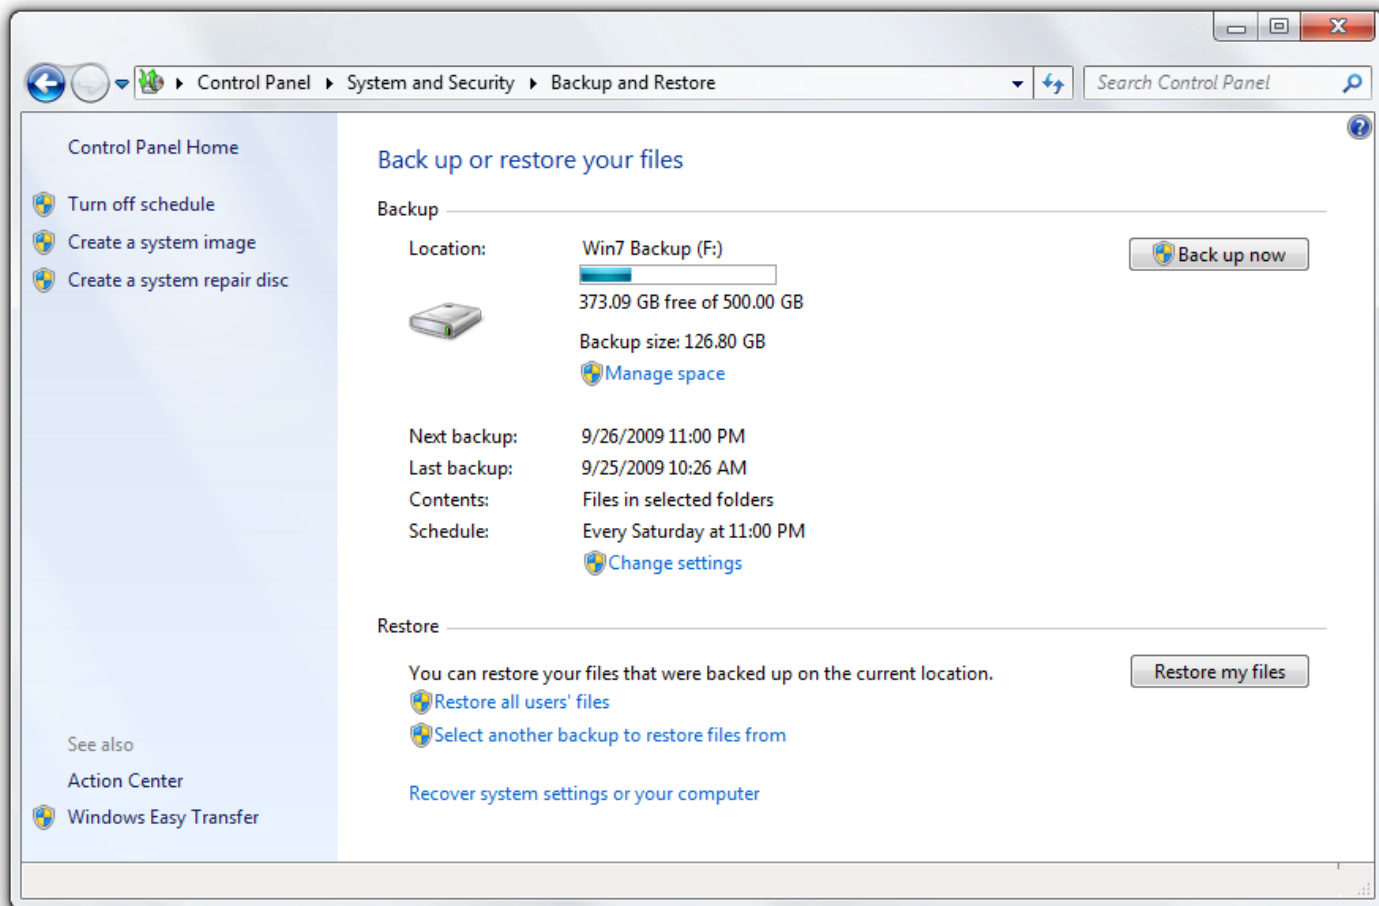 Control Panel
System and Security
Backup and Restore
Search Control Panel
Control Panel Home
Turn off schedule
Create a system image
Create a system repair disc
See also
Action Center
Windows Easy Transfer
Back up or restore your files
Backup
Location:
Win7 Backup (F:)
Back up now
373.09 GB free of 500.00 GB
Backup size: 126.80 GB
Manage space
Next backup: 9/26/2009 11:00 PM
Last backup: 9/25/2009 10:26 AM
Contents: Files in selected folders
Schedule: Every Saturday at 11:00 PM
Change settings
Restore
You can restore your files that were backed up on the current location.
Restore my files
Restore all users' files
Select another backup to restore files from
Recover system settings or your computer